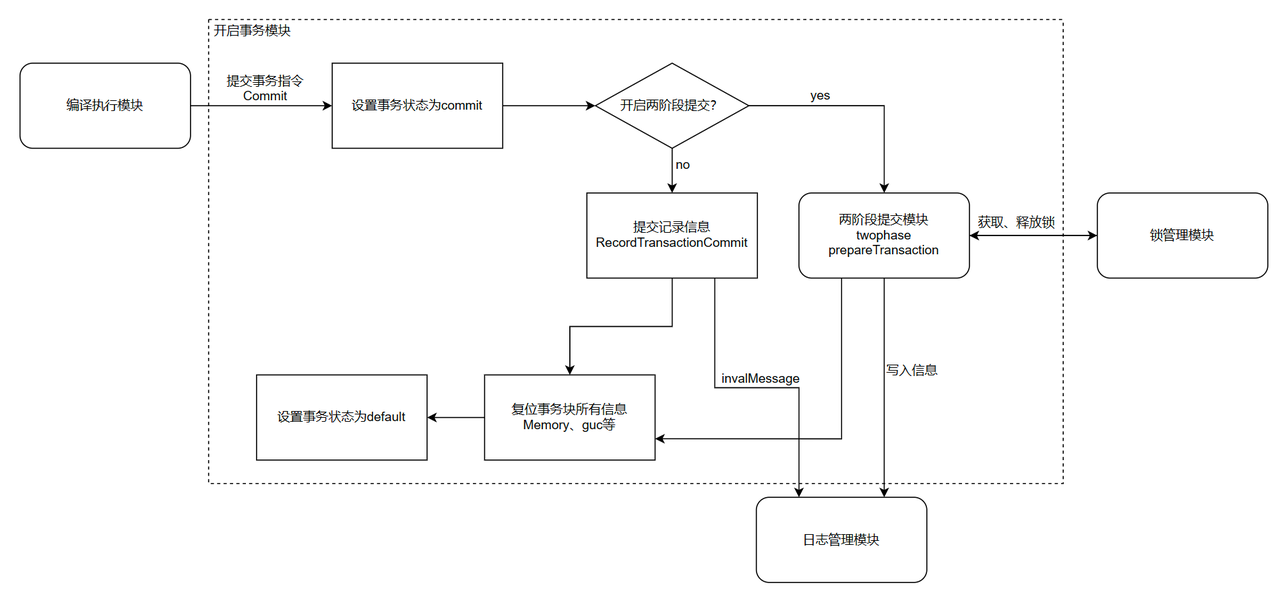 开启事务模块
编译执行模块
提交事务指令
Commit
设置事务状态为commit
开启两阶段提交?
yes
no
提交记录信息
RecordTransactionCommit
两阶段提交模块
twophase
prepareTransaction
获取、释放锁
锁管理模块
设置事务状态为default
复位事务块所有信息
Memory、guc等
invalMessage
写入信息
日志管理模块